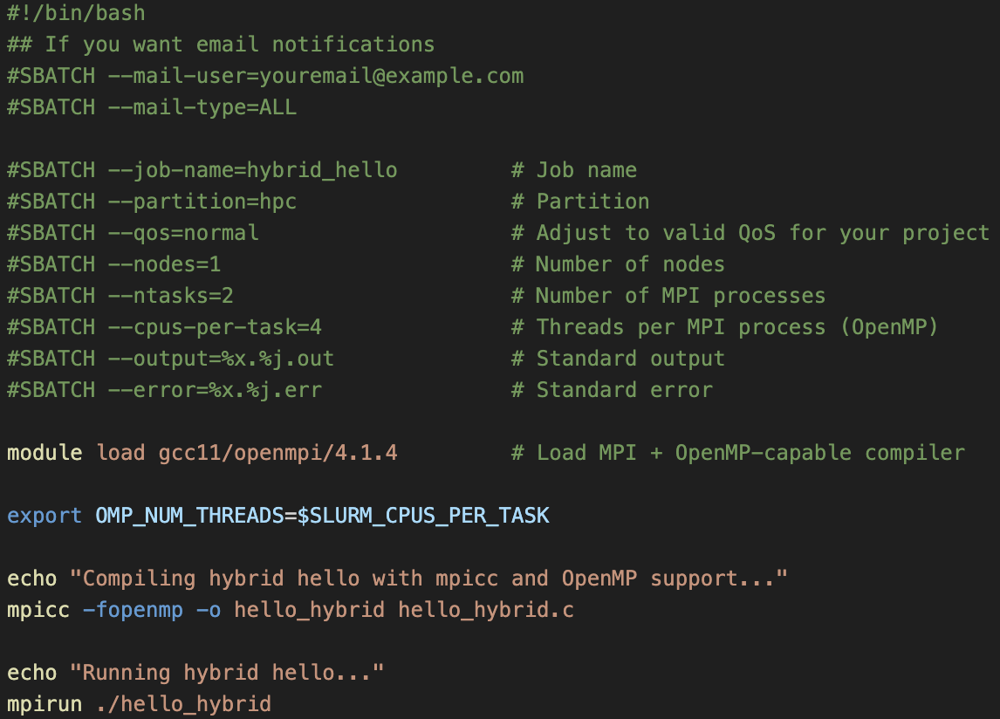 #!/bin/bash
## If you want email notifications
#SBATCH --mail-user=youremail@example.com
#SBATCH --mail-type=ALL
#SBATCH --job-name=hybrid_hello # Job name
#SBATCH --partition=hpc # Partition
#SBATCH --qos=normal # Adjust to valid QoS for your project
#SBATCH --nodes=1 # Number of nodes
#SBATCH --ntasks=2 # Number of MPI processes
#SBATCH --cpus-per-task=4 # Threads per MPI process (OpenMP)
#SBATCH --output=%x.%j.out # Standard output
#SBATCH --error=%x.%j.err # Standard error
module load gcc11/openmpi/4.1.4 # Load MPI + OpenMP-capable compiler
export OMP_NUM_THREADS=$SLURM_CPUS_PER_TASK
echo "Compiling hybrid hello with mpicc and OpenMP support..."
mpicc -fopenmp -o hello_hybrid hello_hybrid.c
echo "Running hybrid hello..."
mpirun ./hello_hybrid